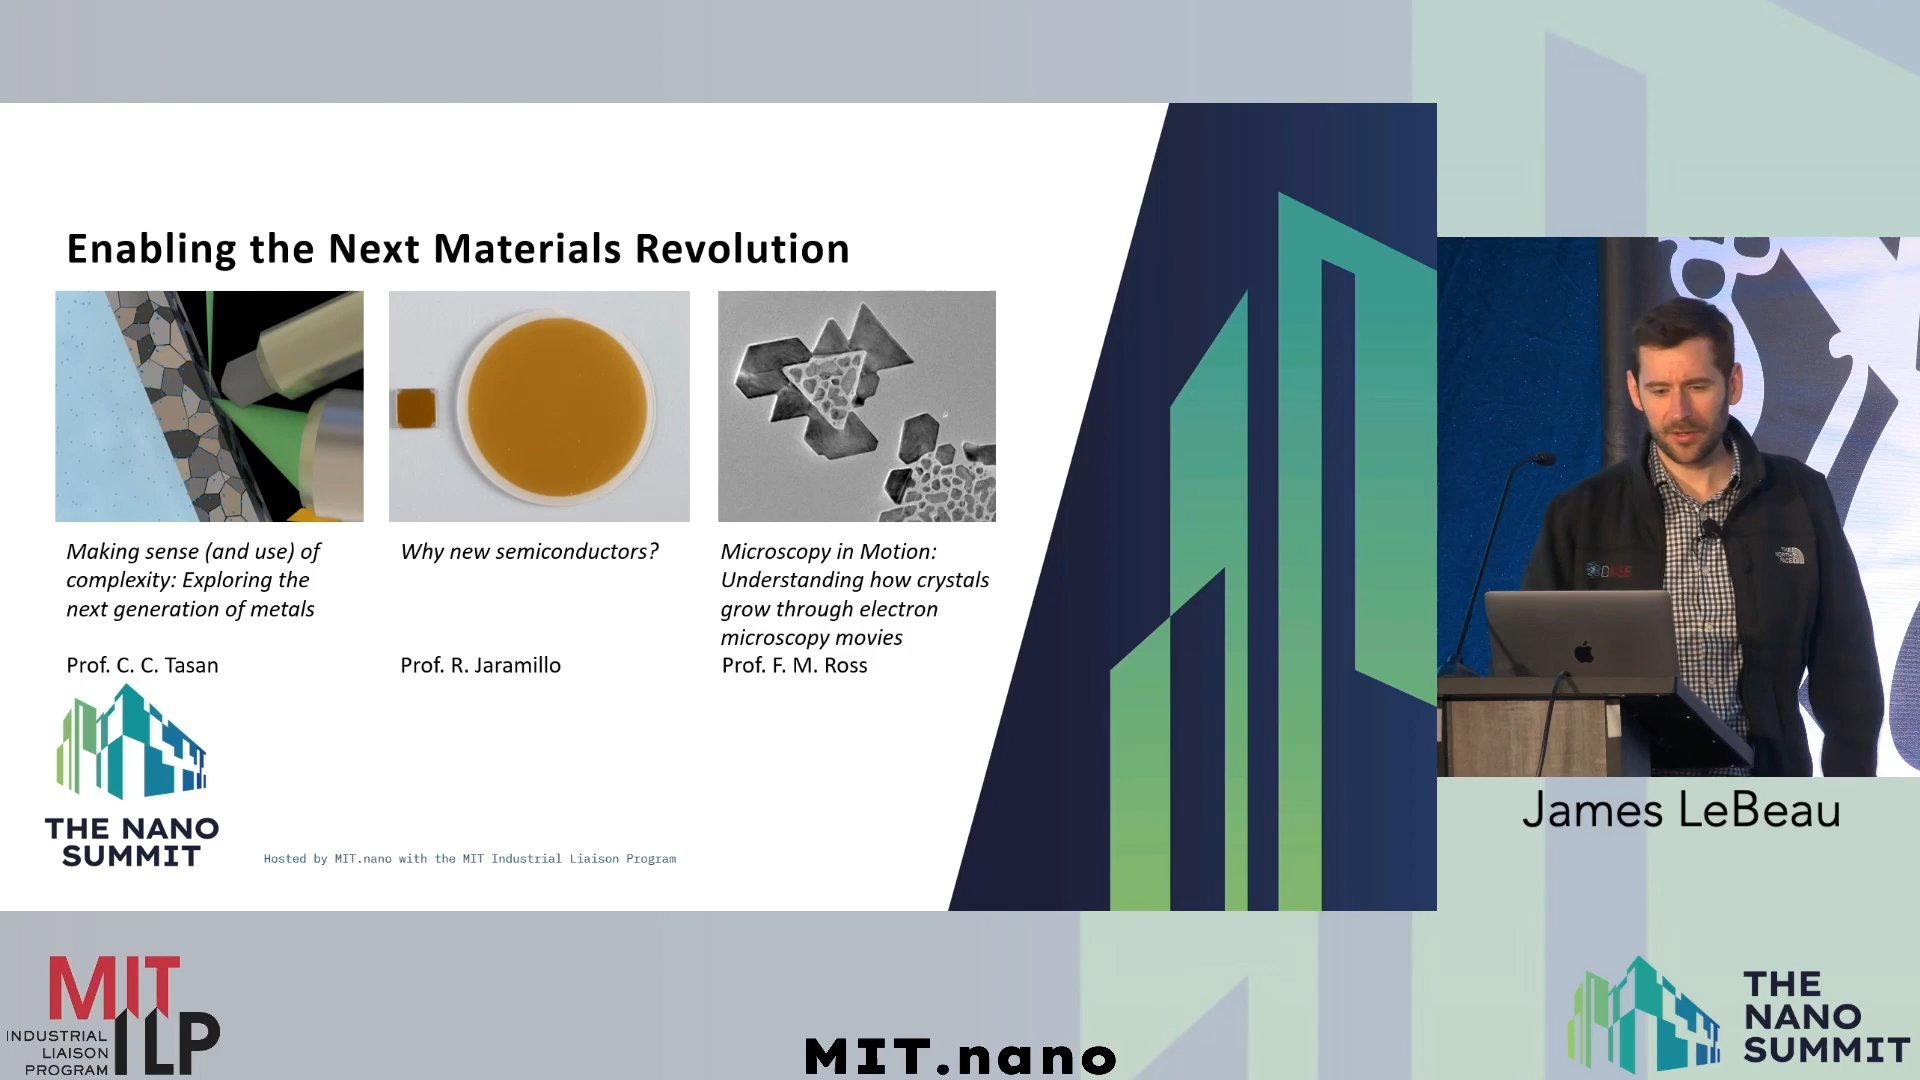 Enabling the Next Materials Revolution
Making sense (and use) of
complexity: Exploring the
next generation of metals
Prof. C. C. Tasan
Why new semiconductors?
Prof. R. Jaramillo
Microscopy in Motion:
Understanding how crystals
grow through electron
microscopy movies
Prof. F. M. Ross
THE NANO
SUMMIT
Hosted by MIT.nano with the MIT Industrial Liaison Program
THE
NORTH
FACE
James LeBeau
MIT
ILP
INDUSTRIAL
LIAISON
PROGRAM
MIT.nano
THE
NANO
SUMMIT